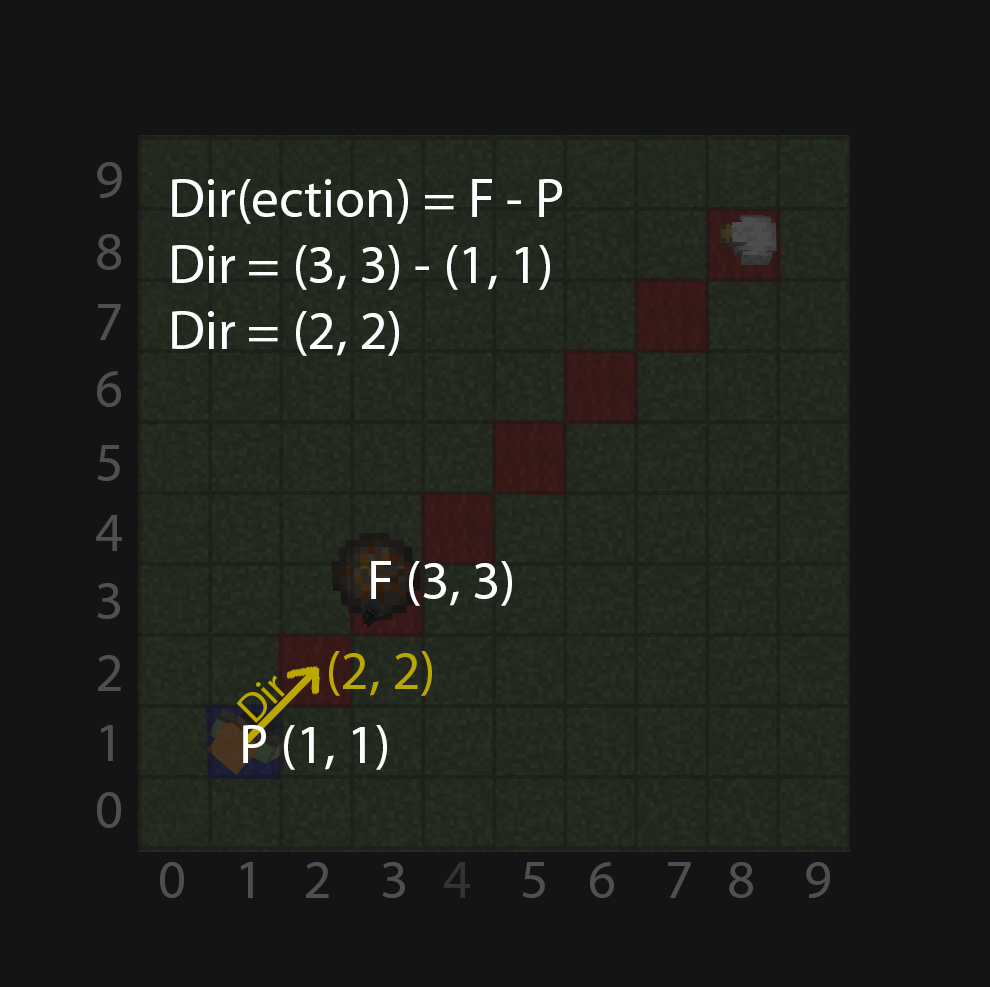 9
Dir(ection) = F - P
8
Dir = (3, 3) - (1, 1)
7
Dir = (2, 2)
6
5
4
F (3, 3)
3
2
Dir (2, 2)
1
P (1, 1)
0
0 1 2 3 4 5 6 7 8 9